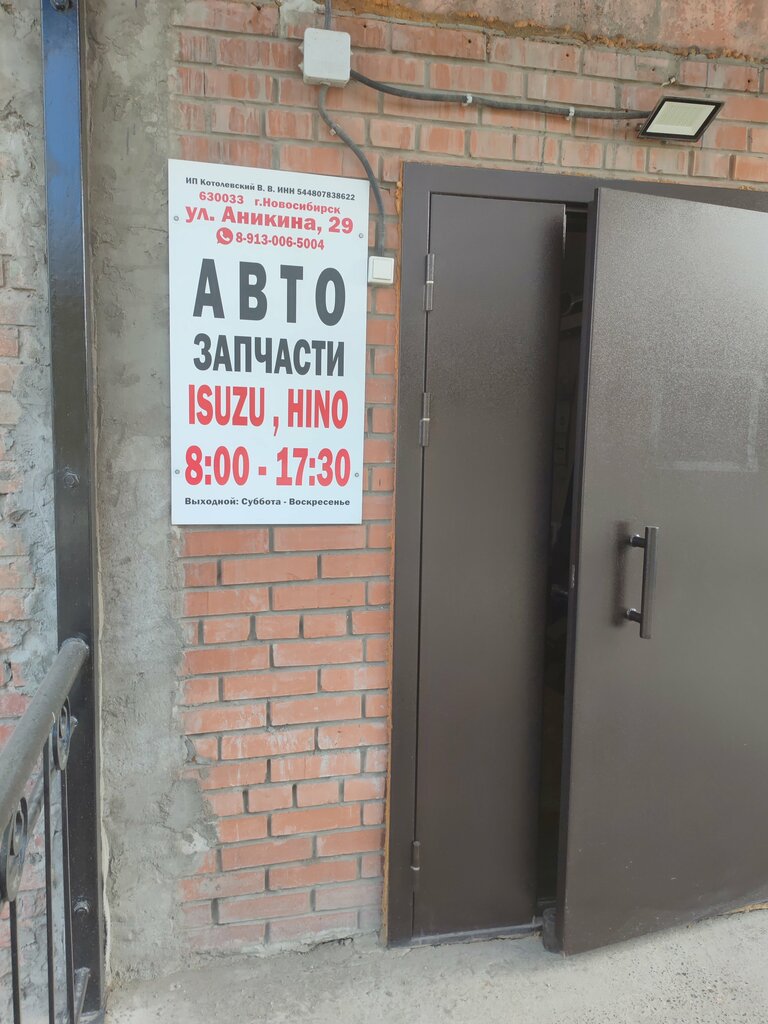 ИП Котолевский В. В. ИНН 544807838622
630033 г.Новосибирск
ул. Аникина, 29
8-913-006-5004
АВТО
ЗАПЧАСТИ
ISUZU , HINO
8:00 - 17:30
Выходной: Суббота - Воскресенье